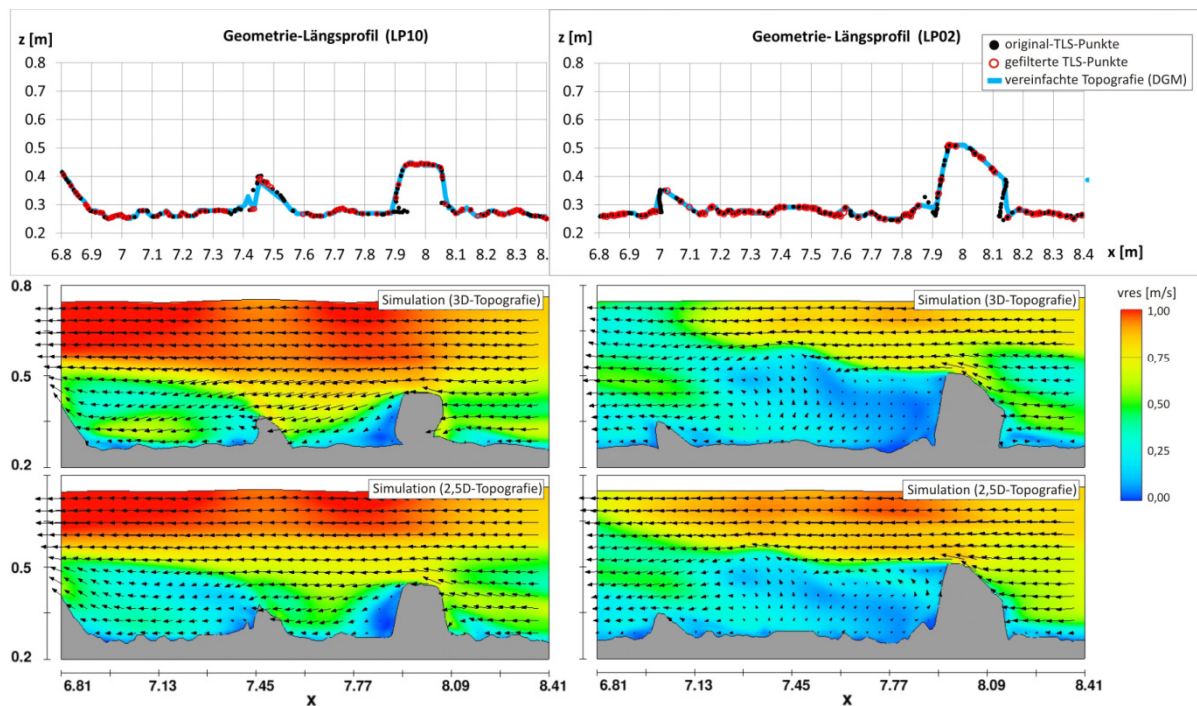 z [m]
Geometrie-Längsprofil (LP10)
0.8
0.7
0.6
0.5
0.4
0.3
0.2
6.8 6.9 7 7.1 7.2 7.3 7.4 7.5 7.6 7.7 7.8 7.9 8 8.1 8.2 8.3 8.4
z [m]
Geometrie- Längsprofil (LP02)
original-TLS-Punkte
gefilterte TLS-Punkte
vereinfachte Topografie (DGM)
0.8
0.7
0.6
0.5
0.4
0.3
0.2
6.8 6.9 7 7.1 7.2 7.3 7.4 7.5 7.6 7.7 7.8 7.9 8 8.1 8.2 8.3 8.4
x [m]
0.8
0.5
0.2
Simulation (3D-Topografie)
Simulation (3D-Topografie)
vres [m/s]
1,00
0,75
0,50
0,25
0,00
0.5
0.2
Simulation (2,5D-Topografie)
Simulation (2,5D-Topografie)
6.81 7.13 7.45 7.77 8.09 8.41
x
6.81 7.13 7.45 7.77 8.09 8.41
x